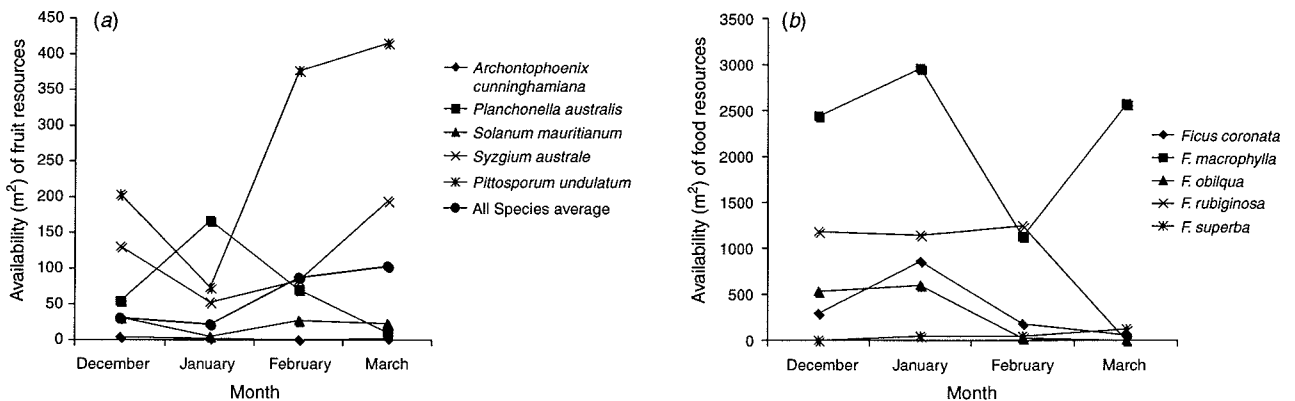 (a)
450
400
350
300
250
200
150
100
50
0
Availability (m²) of fruit resources
December January February March
Month
Archontophoenix
cunninghamiana
Planchonella australis
Solanum mauritianum
Syzgium australe
Pittosporum undulatum
All Species average
(b)
3500
3000
2500
2000
1500
1000
500
0
Availability (m²) of food resources
December January February March
Month
Ficus coronata
F. macrophylla
F. obilqua
F. rubiginosa
F. superba